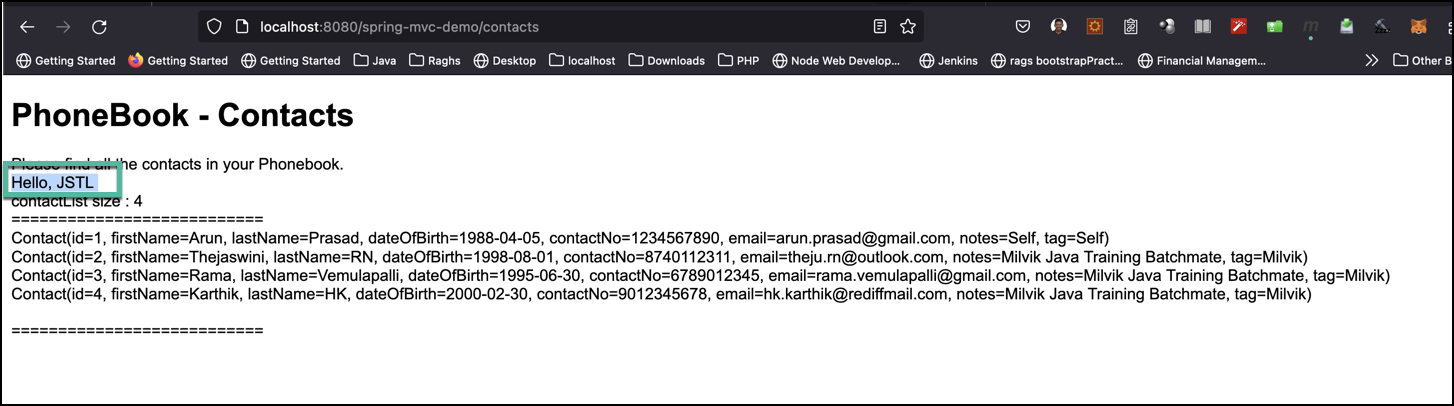 localhost:8080/spring-mvc-demo/contacts
Getting Started Getting Started Getting Started Java Raghs Desktop localhost Downloads PHP Node Web Develop... Jenkins rags bootstrapPract... Financial Managem... Other B
PhoneBook - Contacts
Please find all the contacts in your Phonebook.
Hello, JSTL
contactList size : 4
===========================
Contact(id=1, firstName=Arun, lastName=Prasad, dateOfBirth=1988-04-05, contactNo=1234567890, email=arun.prasad@gmail.com, notes=Self, tag=Self)
Contact(id=2, firstName=Thejaswini, lastName=RN, dateOfBirth=1998-08-01, contactNo=8740112311, email=theju.rn@outlook.com, notes=Milvik Java Training Batchmate, tag=Milvik)
Contact(id=3, firstName=Rama, lastName=Vemulapalli, dateOfBirth=1995-06-30, contactNo=6789012345, email=rama.vemulapalli@gmail.com, notes=Milvik Java Training Batchmate, tag=Milvik)
Contact(id=4, firstName=Karthik, lastName=HK, dateOfBirth=2000-02-30, contactNo=9012345678, email=hk.karthik@rediffmail.com, notes=Milvik Java Training Batchmate, tag=Milvik)
===========================